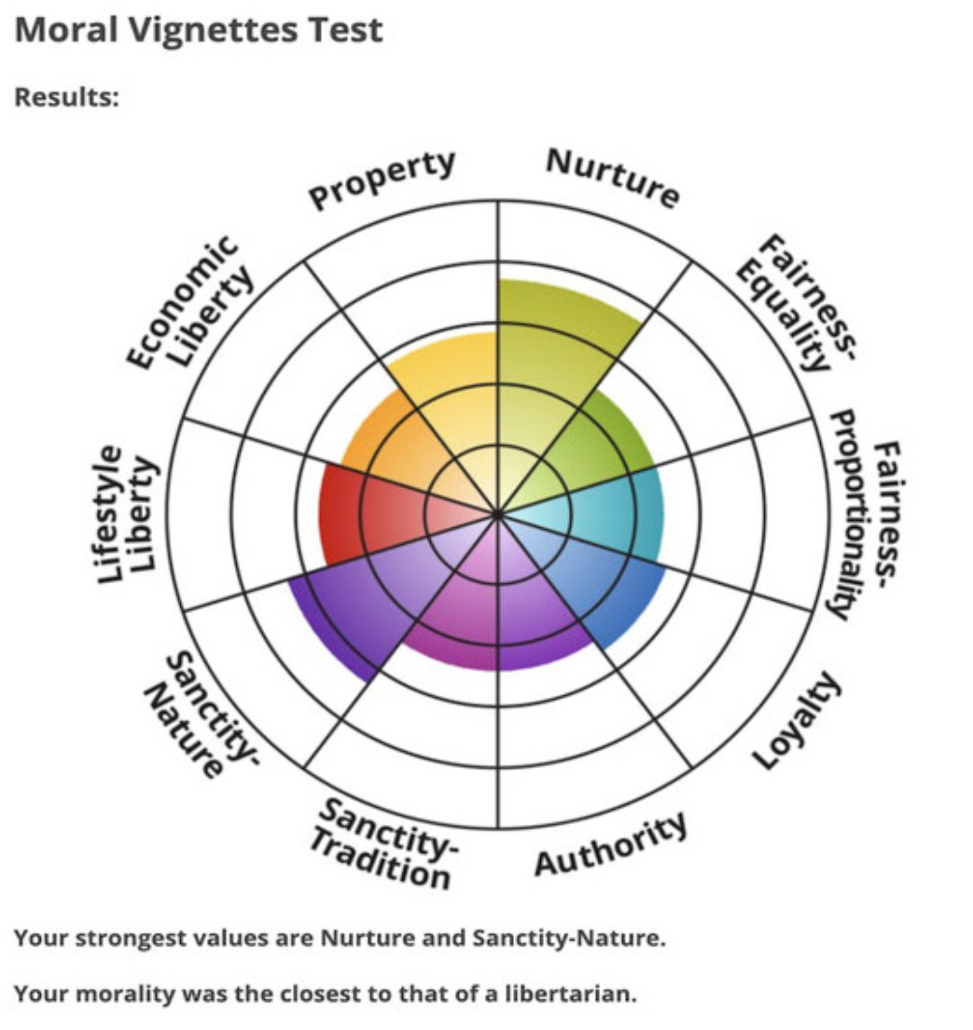 Moral Vignettes Test
Results:
Property
Nurture
Economic
Liberty
Fairness-
Equality
Lifestyle
Liberty
Fairness-
Proportionality
Sanctity-
Nature
Loyalty
Sanctity-
Tradition
Authority
Your strongest values are Nurture and Sanctity-Nature.
Your morality was the closest to that of a libertarian.